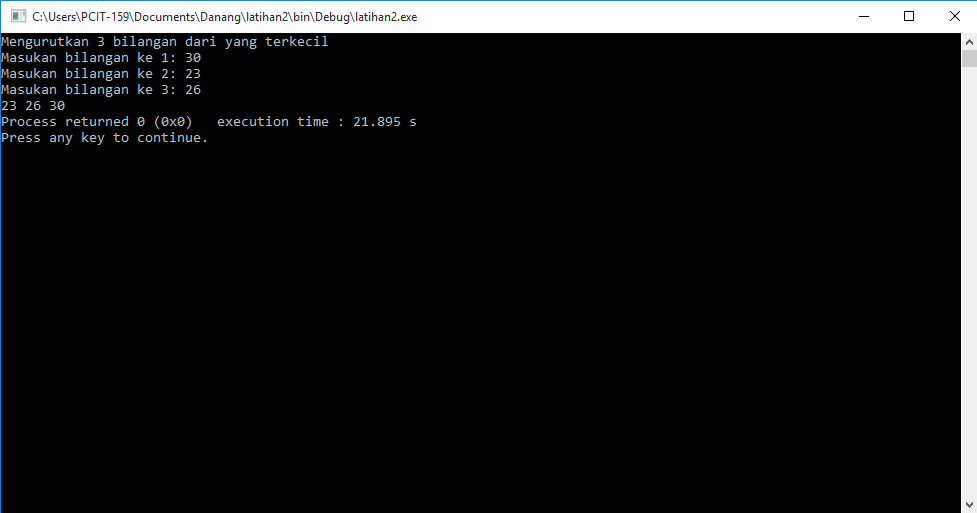 C:\Users\PCIT-159\Documents\Danang\latihan2\bin\Debug\latihan2.exe
Mengurutkan 3 bilangan dari yang terkecil
Masukan bilangan ke 1: 30
Masukan bilangan ke 2: 23
Masukan bilangan ke 3: 26
23 26 30
Process returned 0 (0x0)   execution time : 21.895 s
Press any key to continue.